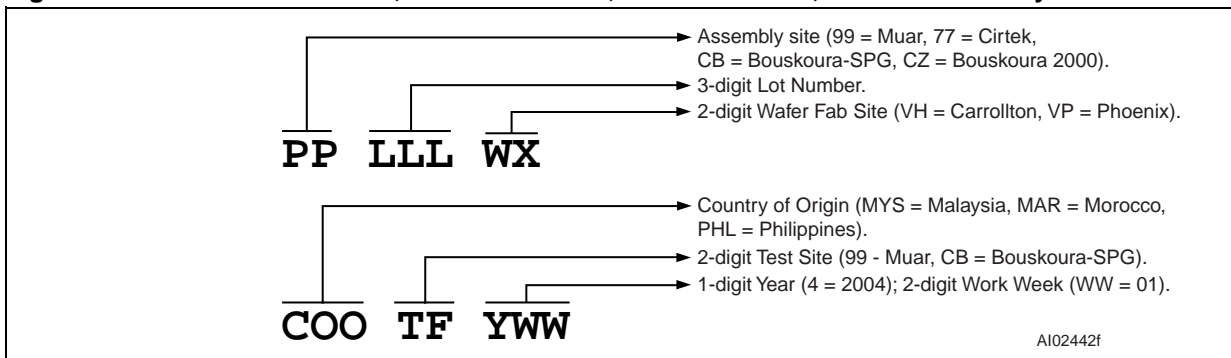 Assembly site (99 = Muar, 77 = Cirtek,
CB = Bouskoura-SPG, CZ = Bouskoura 2000).
3-digit Lot Number.
2-digit Wafer Fab Site (VH = Carrollton, VP = Phoenix).
PP LLL WX
Country of Origin (MYS = Malaysia, MAR = Morocco,
PHL = Philippines).
2-digit Test Site (99 - Muar, CB = Bouskoura-SPG).
1-digit Year (4 = 2004); 2-digit Work Week (WW = 01).
COO TF YWW
AI02442f